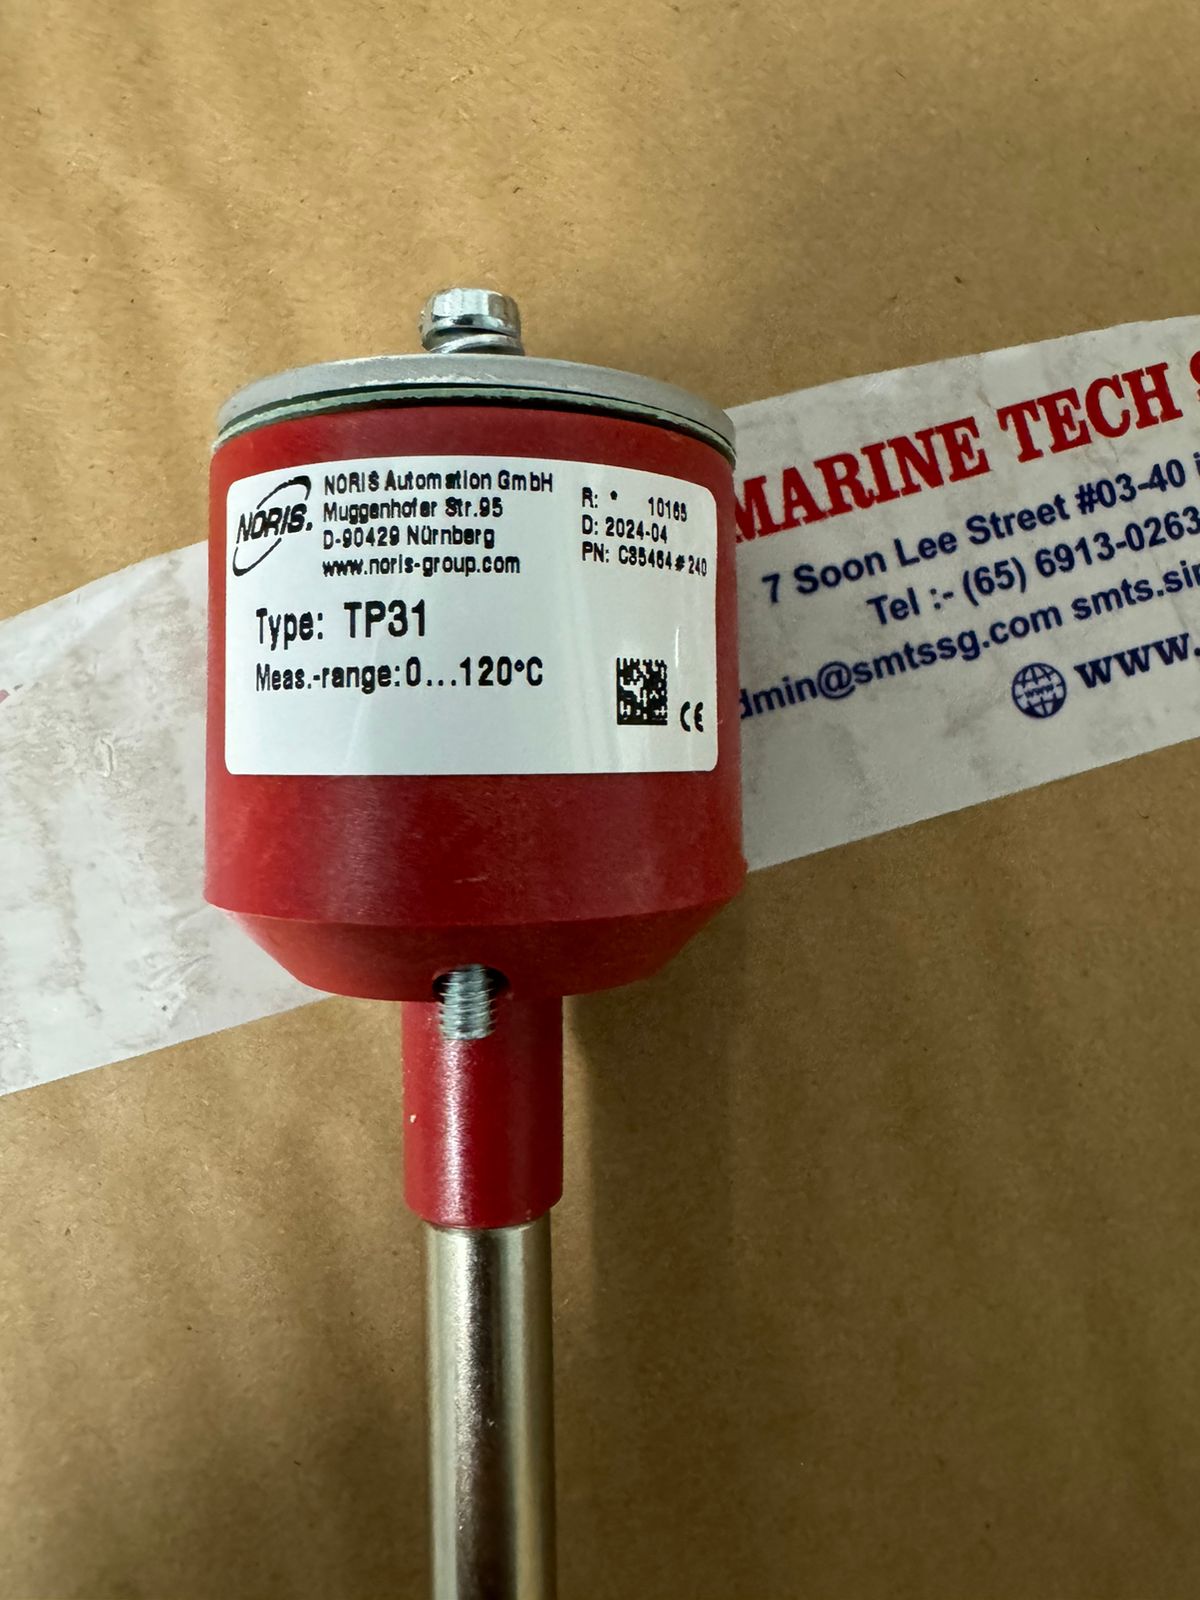 NORIS.
NORIS Automation GmbH
Muggenhofer Str.95
D-90429 Nürnberg
www.noris-group.com
R: * 10165
D: 2024-04
PN: C35464#240
Type: TP31
Meas.-range:0...120°C
CE
MARINE TECH
7 Soon Lee Street #03-40
Tel :- (65) 6913-0263
dmin@smtssg.com smts.sin
www.